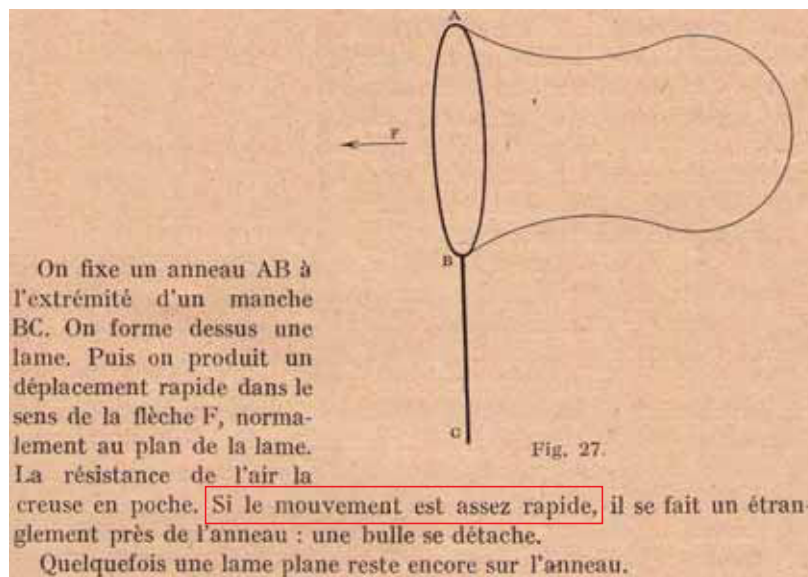 A
F
B
C
Fig. 27.
On fixe un anneau AB à
l'extrémité d'un manche
BC. On forme dessus une
lame. Puis on produit un
déplacement rapide dans le
sens de la flèche F, norma-
lement au plan de la lame.
La résistance de l'air la
creuse en poche. Si le mouvement est assez rapide, il se fait un étran-
glement près de l'anneau : une bulle se détache.
Quelquefois une lame plane reste encore sur l'anneau.